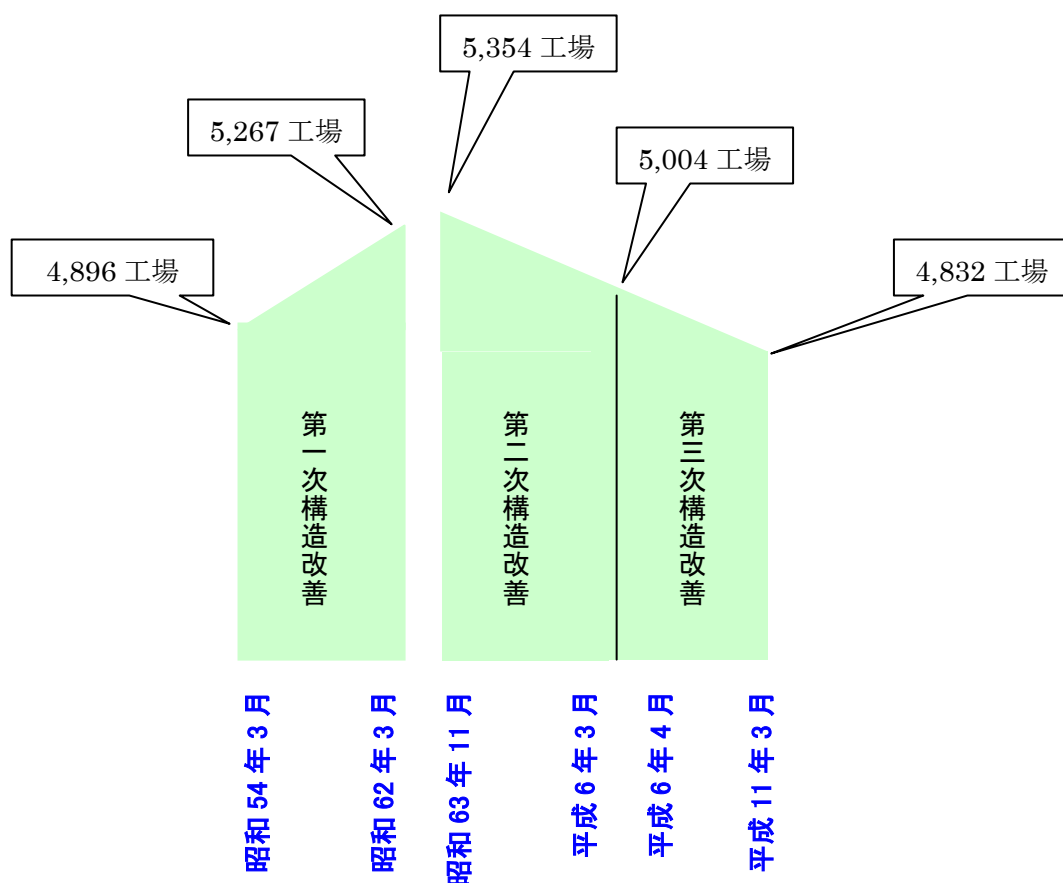 5,354 工場
5,267 工場
5,004 工場
4,896 工場
4,832 工場
第一次構造改善
第二次構造改善
第三次構造改善
昭和 54 年 3 月
昭和 62 年 3 月
昭和 63 年 11 月
平成 6 年 3 月
平成 6 年 4 月
平成 11 年 3 月